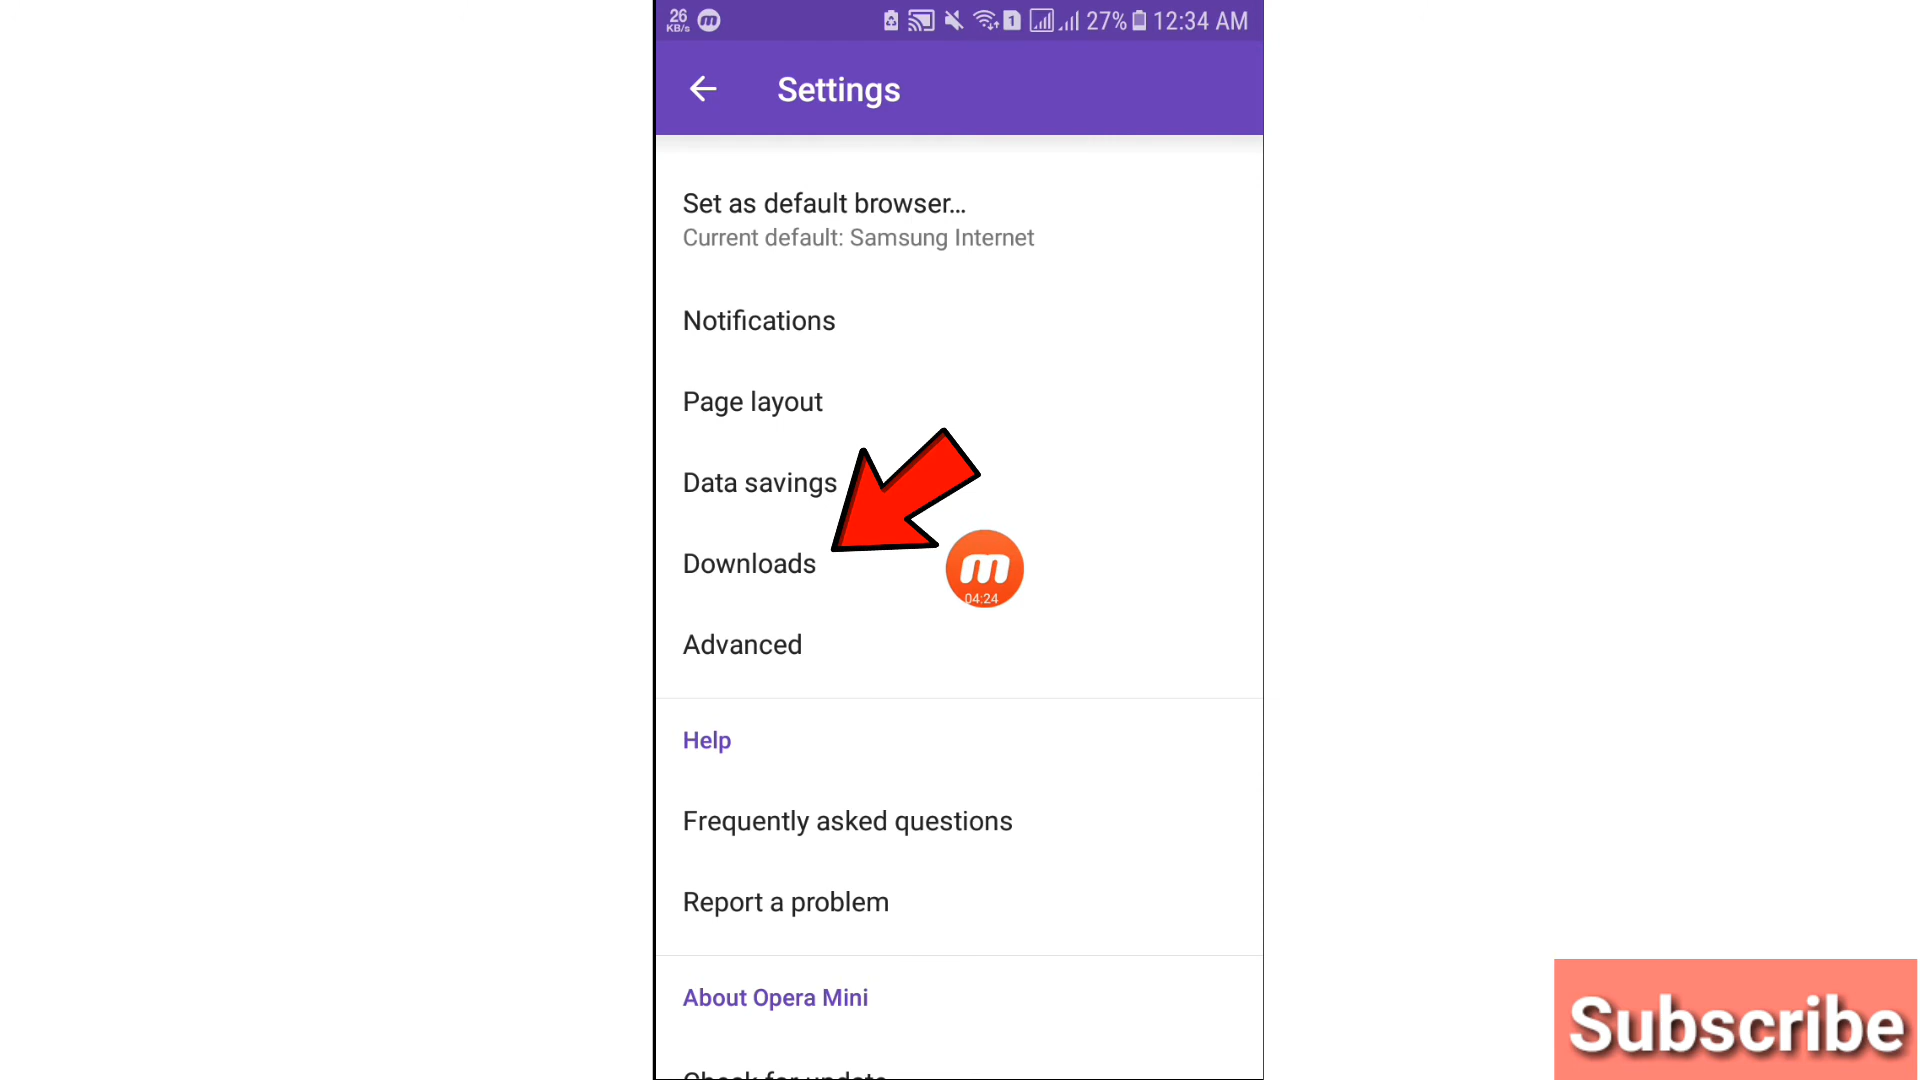 26
KB/s
1
27%
12:34 AM
Settings
Set as default browser...
Current default: Samsung Internet
Notifications
Page layout
Data savings
Downloads
04:24
Advanced
Help
Frequently asked questions
Report a problem
About Opera Mini
Check for update
Subscribe